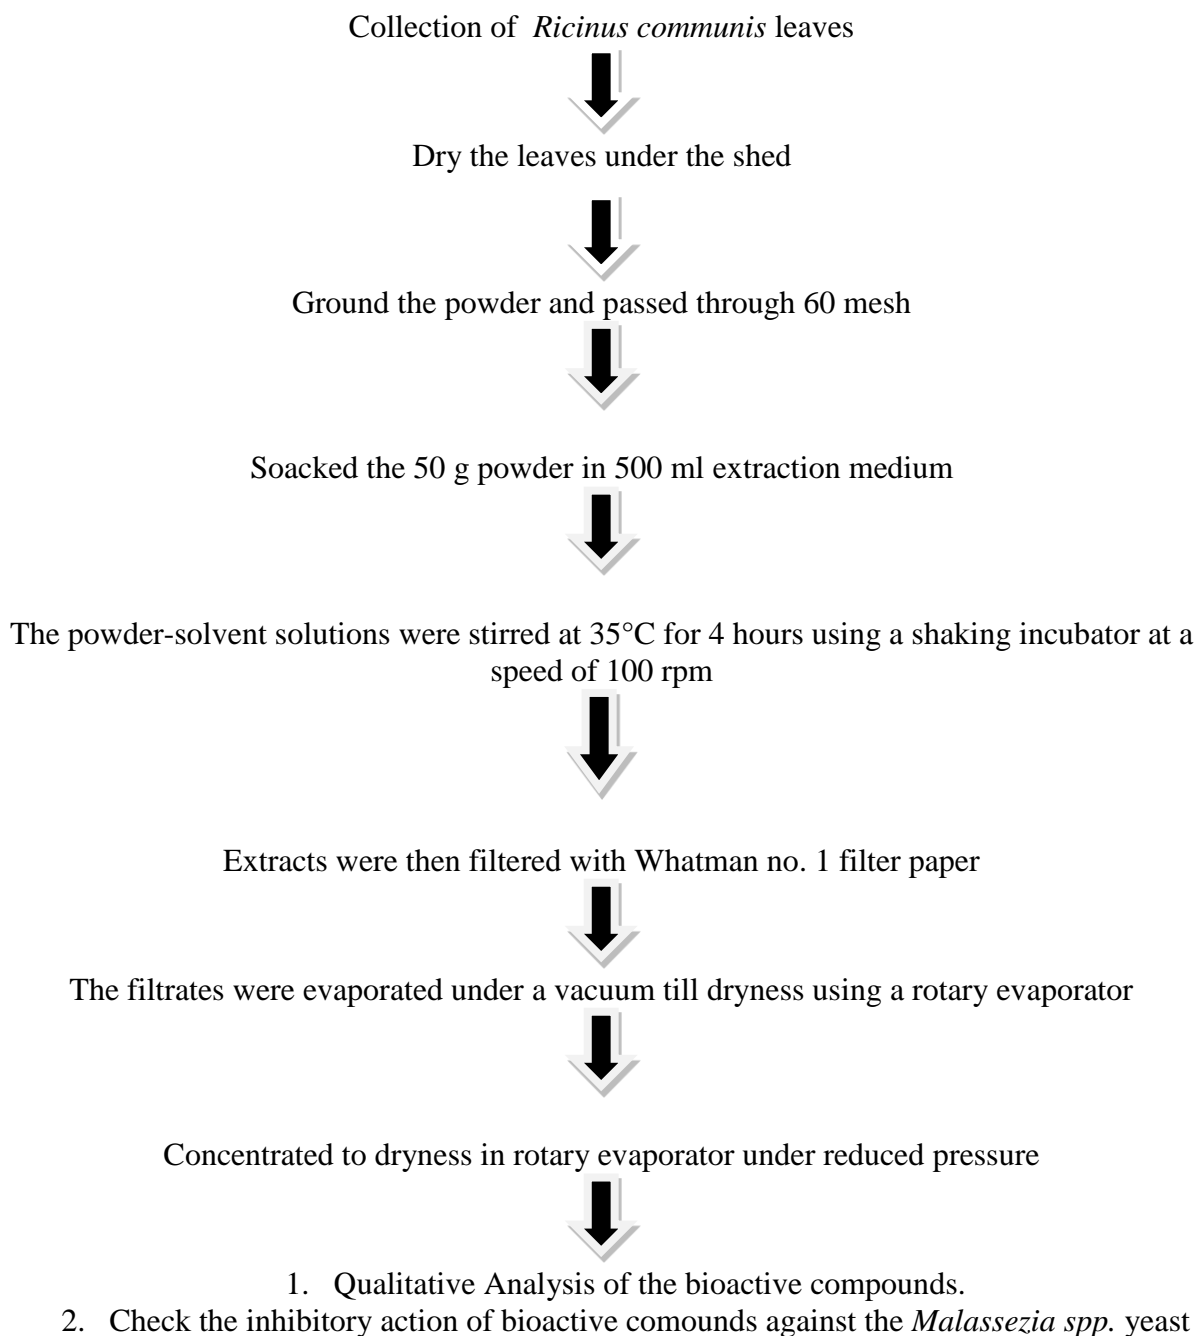 Collection of Ricinus communis leaves
Dry the leaves under the shed
Ground the powder and passed through 60 mesh
Soacked the 50 g powder in 500 ml extraction medium
The powder-solvent solutions were stirred at 35°C for 4 hours using a shaking incubator at a
speed of 100 rpm
Extracts were then filtered with Whatman no. 1 filter paper
The filtrates were evaporated under a vacuum till dryness using a rotary evaporator
Concentrated to dryness in rotary evaporator under reduced pressure
1. Qualitative Analysis of the bioactive compounds.
2. Check the inhibitory action of bioactive comounds against the Malassezia spp. yeast